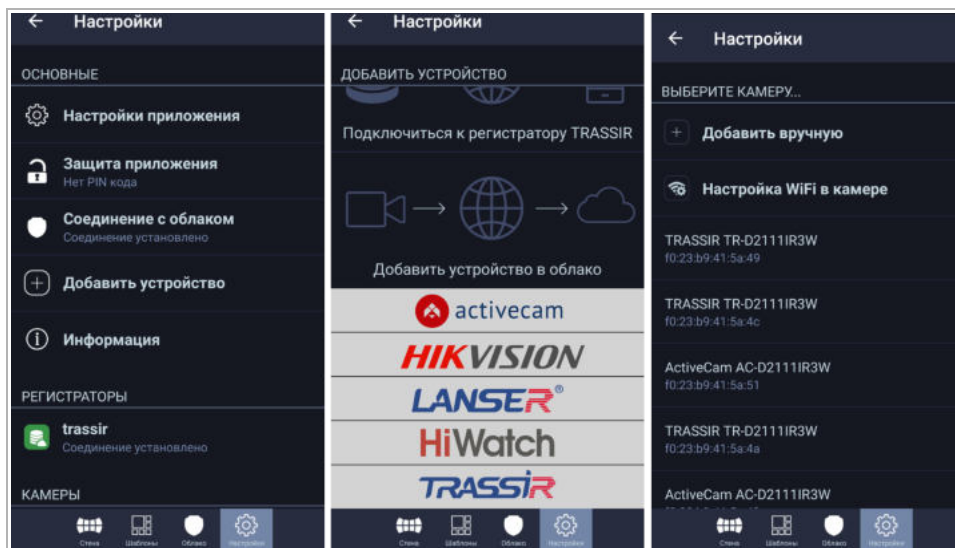 Настройки
ОСНОВНЫЕ
Настройки приложения
Защита приложения
Нет PIN кода
Соединение с облаком
Соединение установлено
Добавить устройство
Информация
РЕГИСТРАТОРЫ
trassir
Соединение установлено
КАМЕРЫ
Стена Шаблоны Облако Настройки
Настройки
ДОБАВИТЬ УСТРОЙСТВО
Подключиться к регистратору TRASSIR
Добавить устройство в облако
activecam
HIKVISION
LANSER®
HiWatch
TRASSIR
Стена Шаблоны Облако Настройки
Настройки
ВЫБЕРИТЕ КАМЕРУ...
Добавить вручную
Настройка WiFi в камере
TRASSIR TR-D2111IR3W
f0:23:b9:41:5a:49
TRASSIR TR-D2111IR3W
f0:23:b9:41:5a:4c
ActiveCam AC-D2111IR3W
f0:23:b9:41:5a:51
TRASSIR TR-D2111IR3W
f0:23:b9:41:5a:4a
ActiveCam AC-D2111IR3W
Стена Шаблоны Облако Настройки